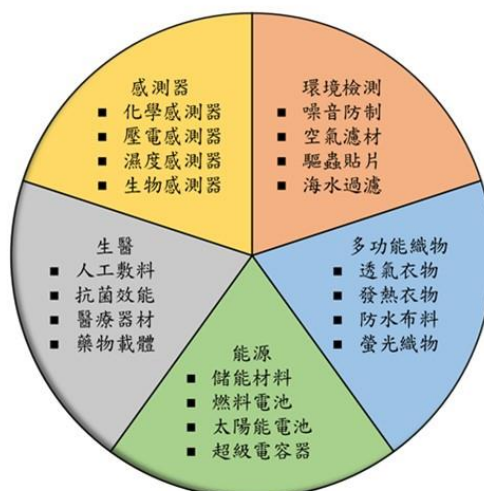 感測器
■ 化學感測器
■ 壓電感測器
■ 濕度感測器
■ 生物感測器
環境檢測
■ 噪音防制
■ 空氣濾材
■ 驅蟲貼片
■ 海水過濾
多功能織物
■ 透氣衣物
■ 發熱衣物
■ 防水布料
■ 螢光織物
能源
■ 儲能材料
■ 燃料電池
■ 太陽能電池
■ 超級電容器
生醫
■ 人工敷料
■ 抗菌效能
■ 醫療器材
■ 藥物載體